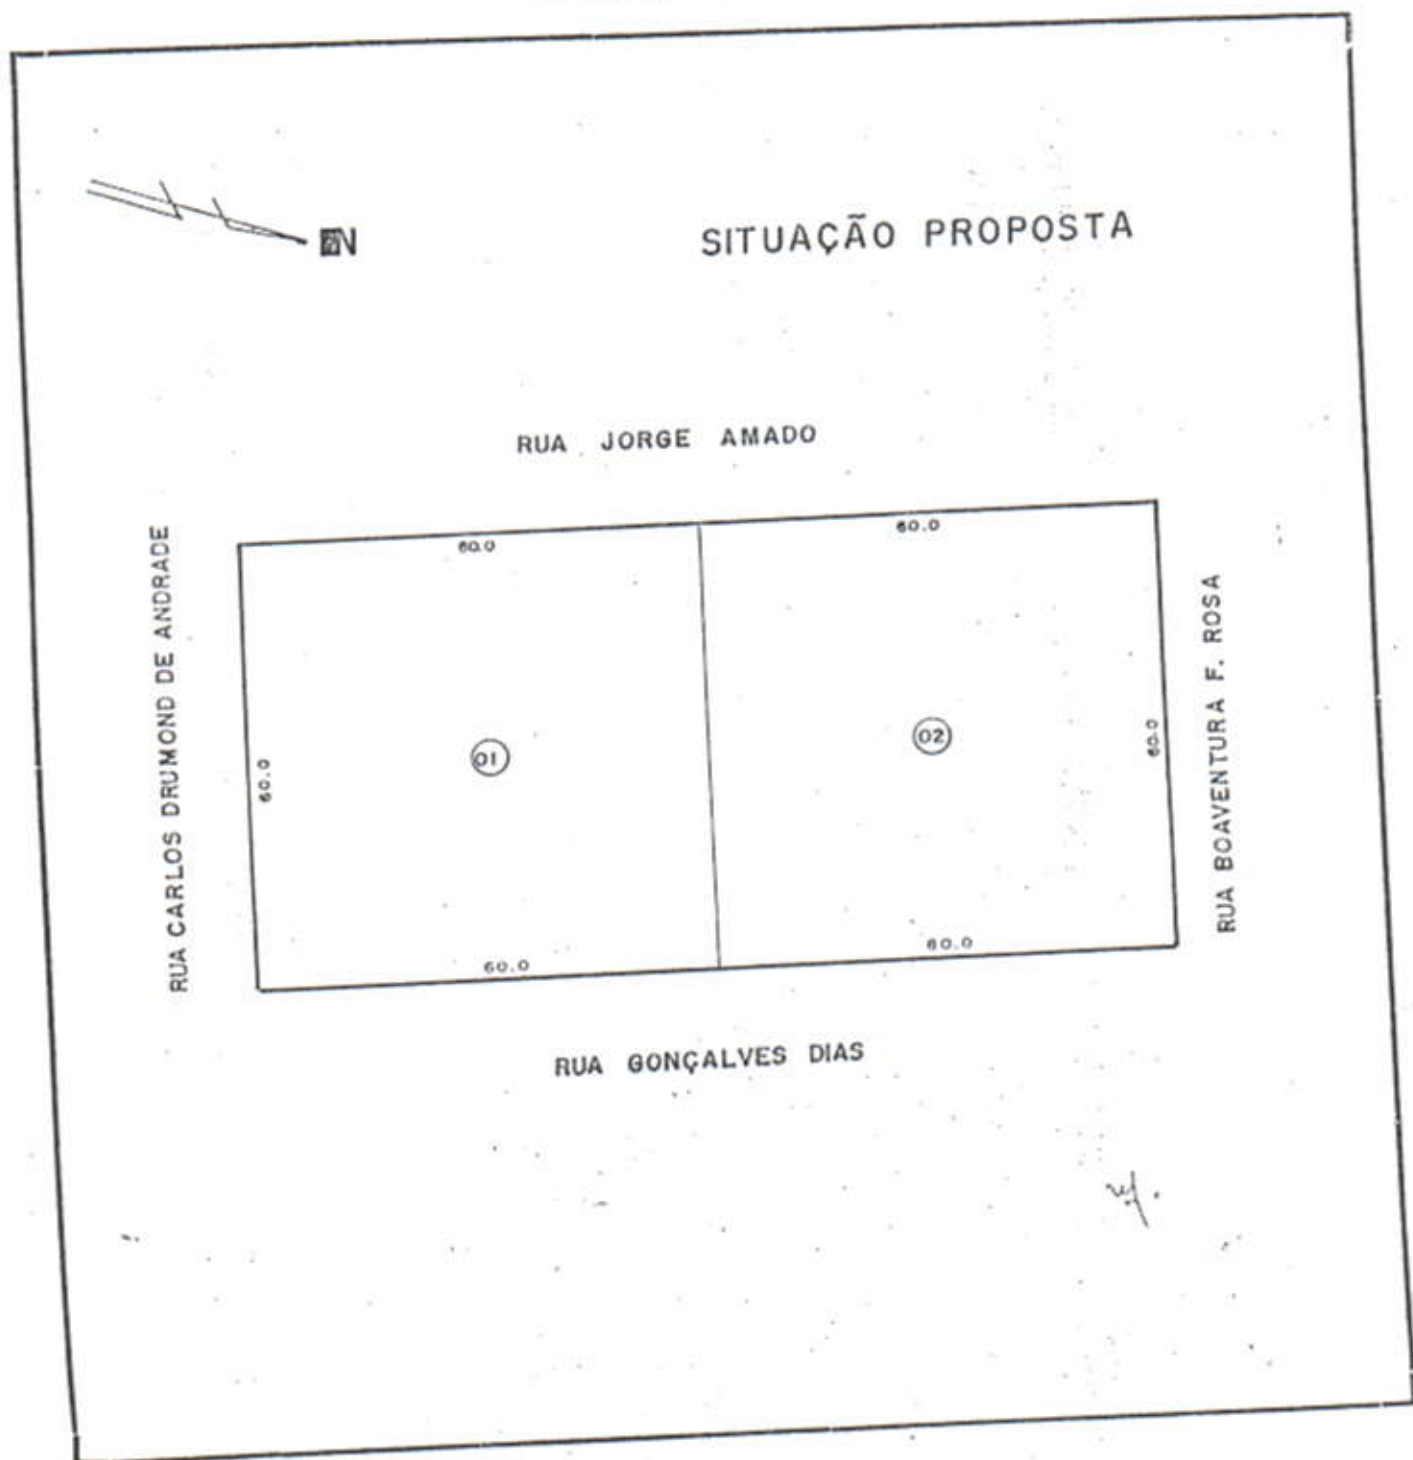 N
SITUAÇÃO PROPOSTA
RUA JORGE AMADO
60.0
60.0
RUA CARLOS DRUMOND DE ANDRADE
60.0
01
02
60.0
RUA BOAVENTURA F. ROSA
60.0
60.0
RUA GONÇALVES DIAS